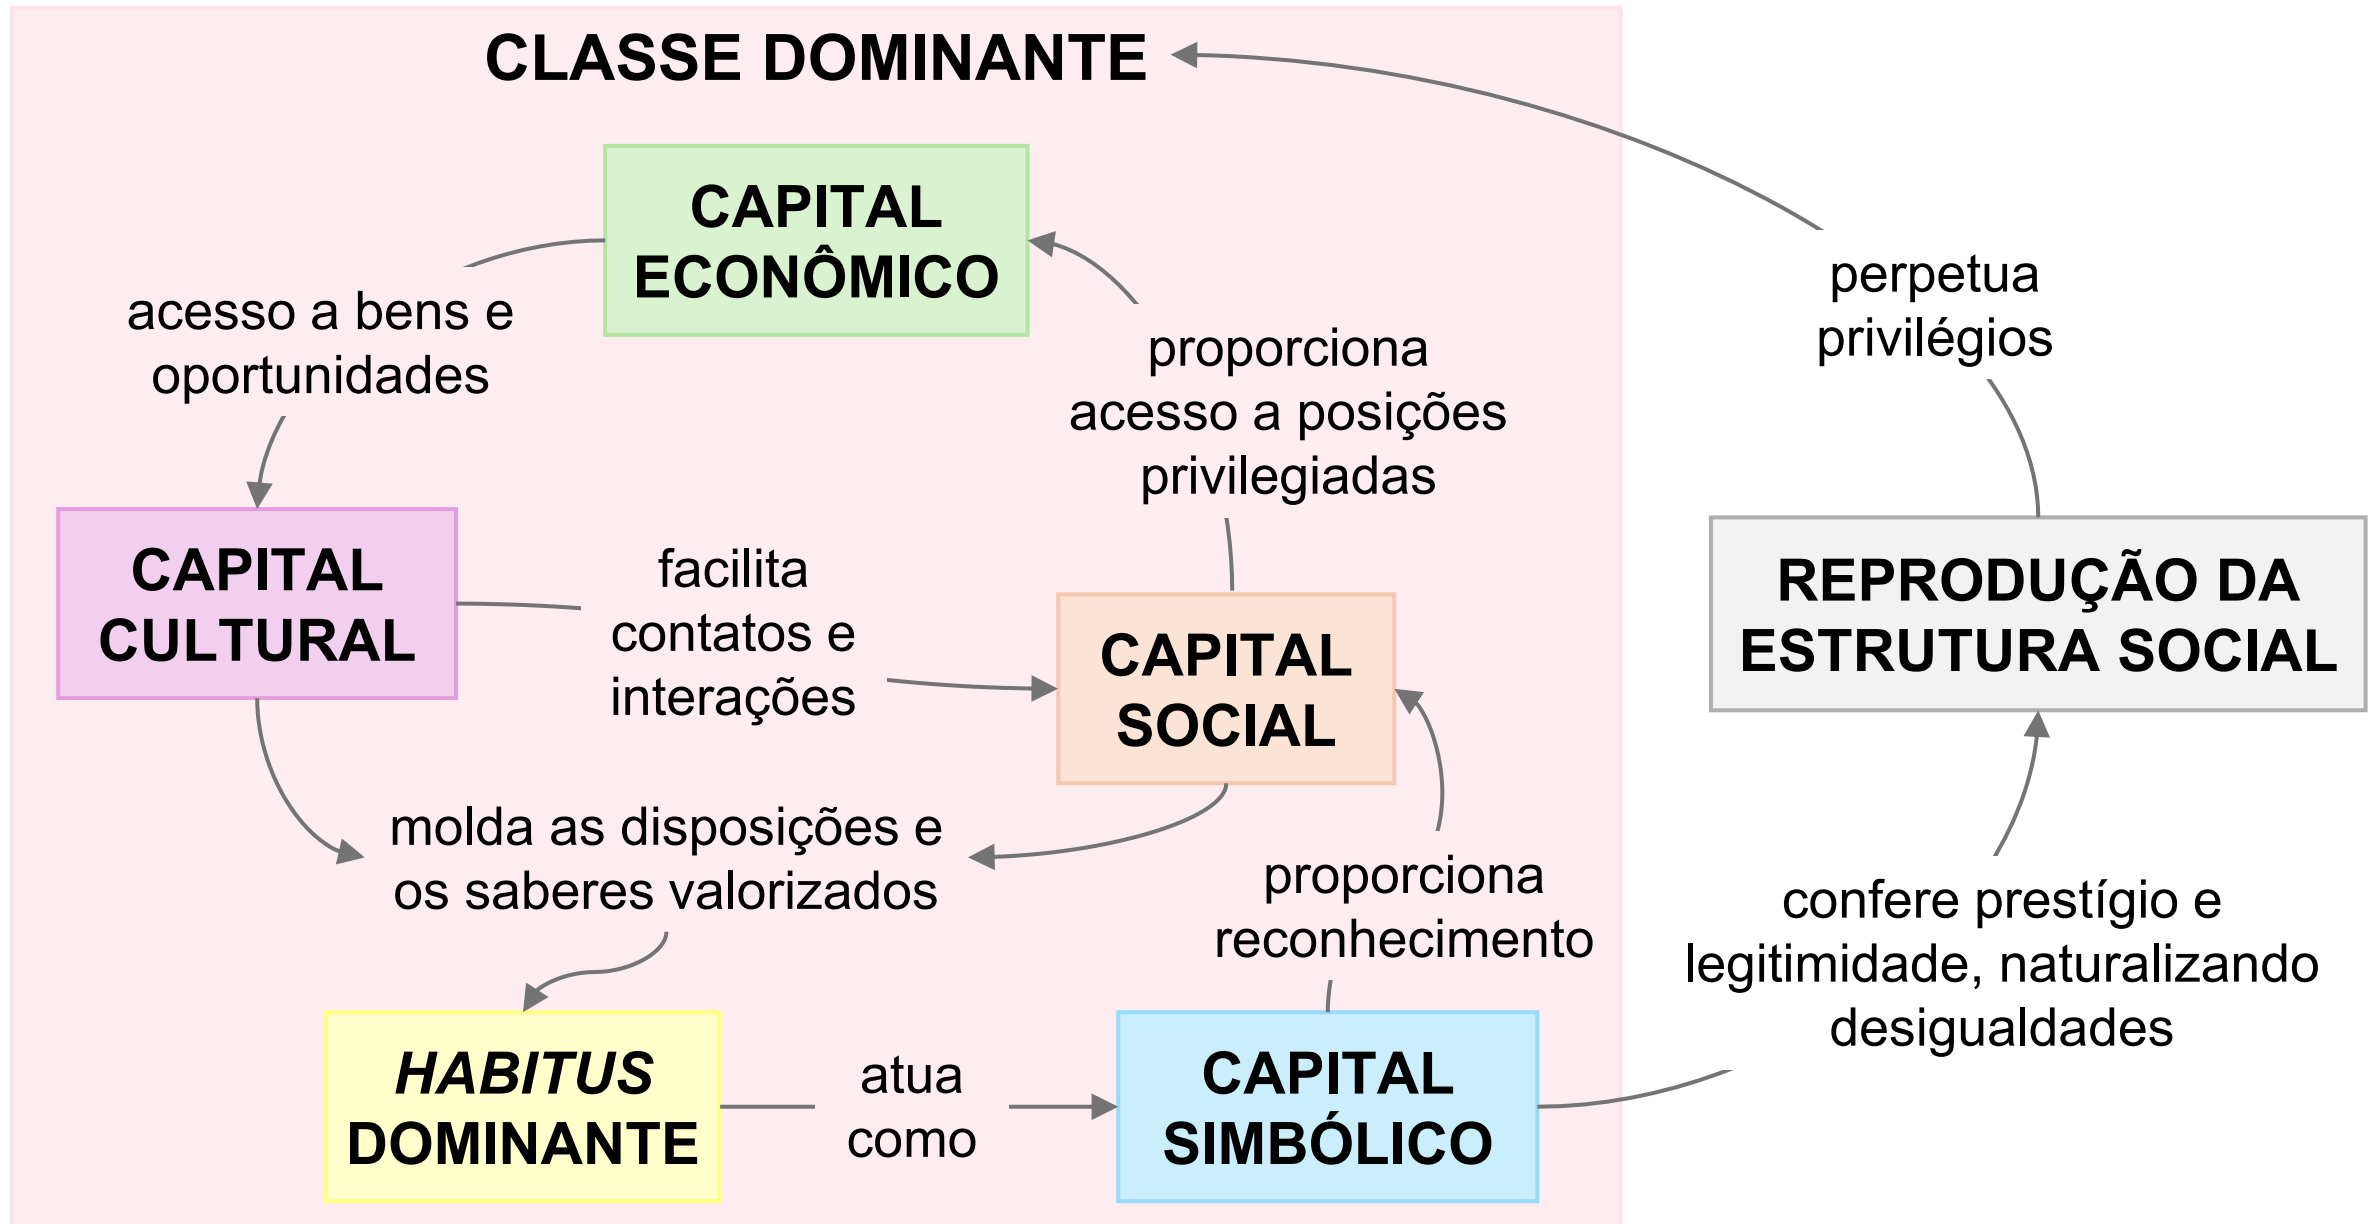 CLASSE DOMINANTE
CAPITAL
ECONÔMICO
acesso a bens e
oportunidades
proporciona
acesso a posições
privilegiadas
perpetua
privilégios
CAPITAL
CULTURAL
facilita
contatos e
interações
CAPITAL
SOCIAL
REPRODUÇÃO DA
ESTRUTURA SOCIAL
molda as disposições e
os saberes valorizados
proporciona
reconhecimento
confere prestígio e
legitimidade, naturalizando
desigualdades
HABITUS
DOMINANTE
atua
como
CAPITAL
SIMBÓLICO